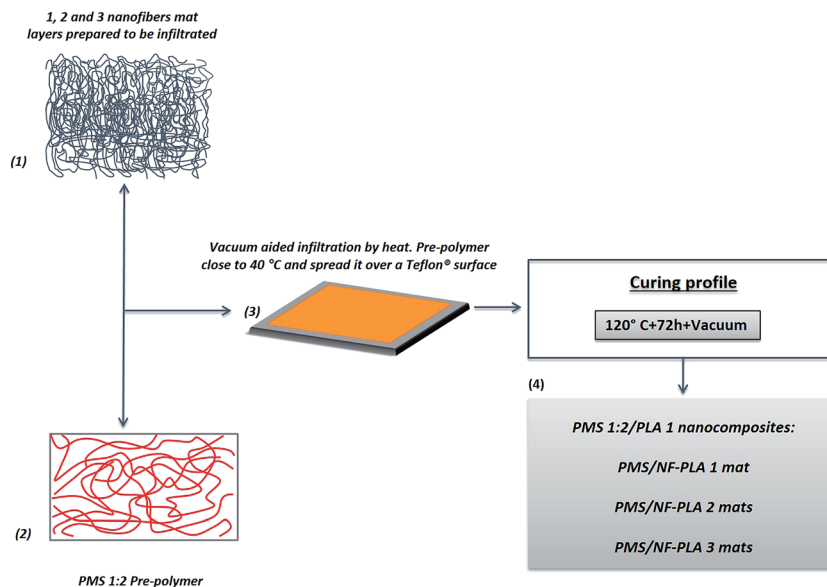 1, 2 and 3 nanofibers mat
layers prepared to be infiltrated
(1)
Vacuum aided infiltration by heat. Pre-polymer
close to 40 °C and spread it over a Teflon® surface
(3)
Curing profile
120° C+72h+Vacuum
(4)
PMS 1:2/PLA 1 nanocomposites:
PMS/NF-PLA 1 mat
PMS/NF-PLA 2 mats
PMS/NF-PLA 3 mats
(2)
PMS 1:2 Pre-polymer